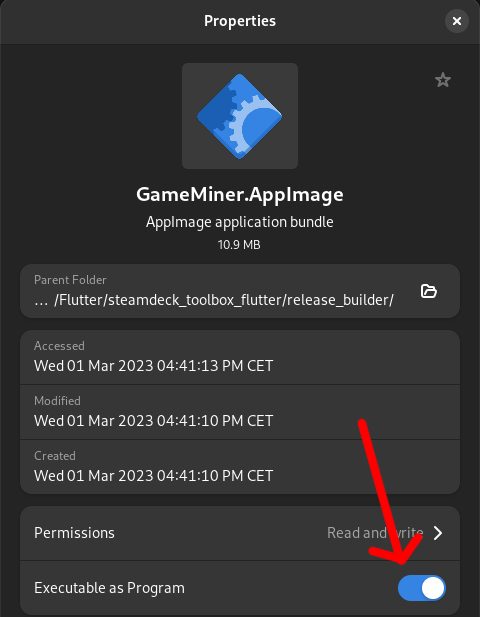 Properties
GameMiner.AppImage
AppImage application bundle
10.9 MB
Parent Folder
... /Flutter/steamdeck_toolbox_flutter/release_builder/
Accessed
Wed 01 Mar 2023 04:41:13 PM CET
Modified
Wed 01 Mar 2023 04:41:10 PM CET
Created
Wed 01 Mar 2023 04:41:10 PM CET
Permissions
Read and write
Executable as Program